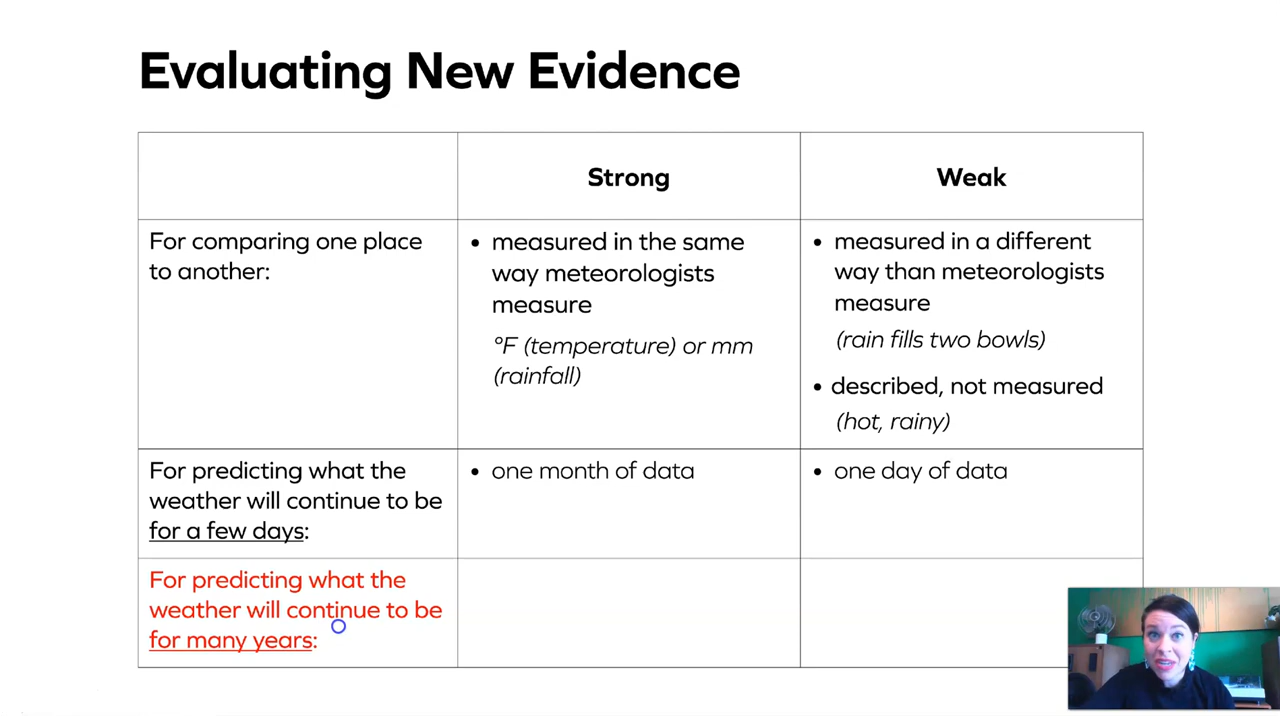 Evaluating New Evidence
Strong
Weak
For comparing one place
to another:
• measured in the same
way meteorologists
measure
°F (temperature) or mm
(rainfall)
• measured in a different
way than meteorologists
measure
(rain fills two bowls)
• described, not measured
(hot, rainy)
For predicting what the
weather will continue to be
for a few days:
• one month of data
• one day of data
For predicting what the
weather will continue to be
for many years: